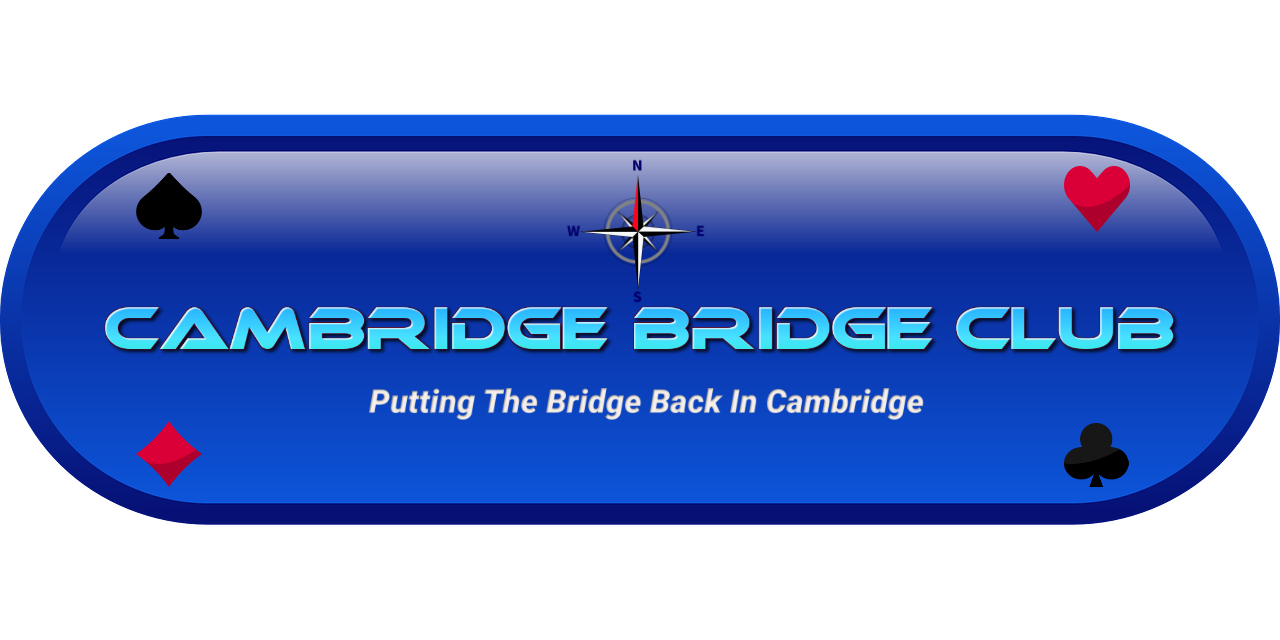 N
W E
S
CAMBRIDGE BRIDGE CLUB
Putting The Bridge Back In Cambridge